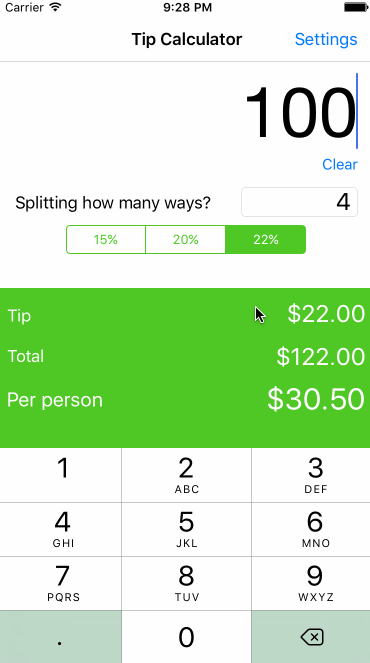 Carrier 9:28 PM
Tip Calculator Settings
100
Clear
Splitting how many ways? 4
15% 20% 22%
Tip $22.00
Total $122.00
Per person $30.50
1 2 3
ABC DEF
4 5 6
GHI JKL MNO
7 8 9
PQRS TUV WXYZ
. 0